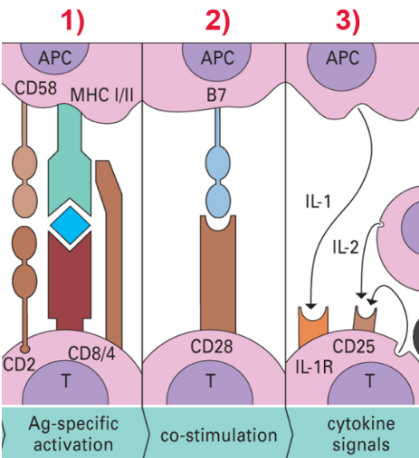 1)
2)
3)
APC
CD58
MHC I/II
CD2
CD8/4
T
Ag-specific
activation
APC
B7
CD28
T
co-stimulation
APC
IL-1
IL-2
CD25
IL-1R
T
cytokine
signals